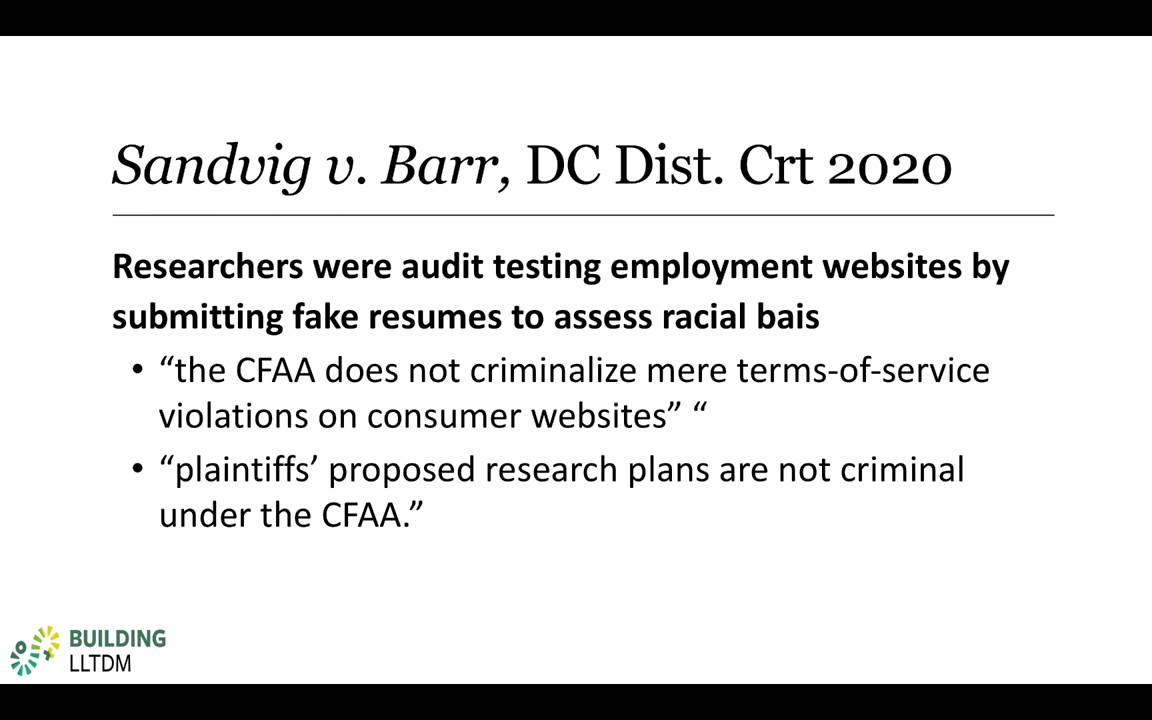 Sandvig v. Barr, DC Dist. Crt 2020
Researchers were audit testing employment websites by
submitting fake resumes to assess racial bais
• “the CFAA does not criminalize mere terms-of-service
violations on consumer websites” “
• “plaintiffs’ proposed research plans are not criminal
under the CFAA.”
BUILDING
LLTDM